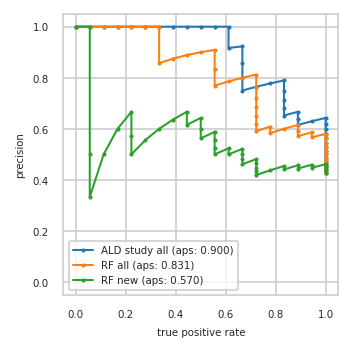 1.0
0.8
0.6
0.4
0.2
0.0
precision
ALD study all (aps: 0.900)
RF all (aps: 0.831)
RF new (aps: 0.570)
0.0 0.2 0.4 0.6 0.8 1.0
true positive rate